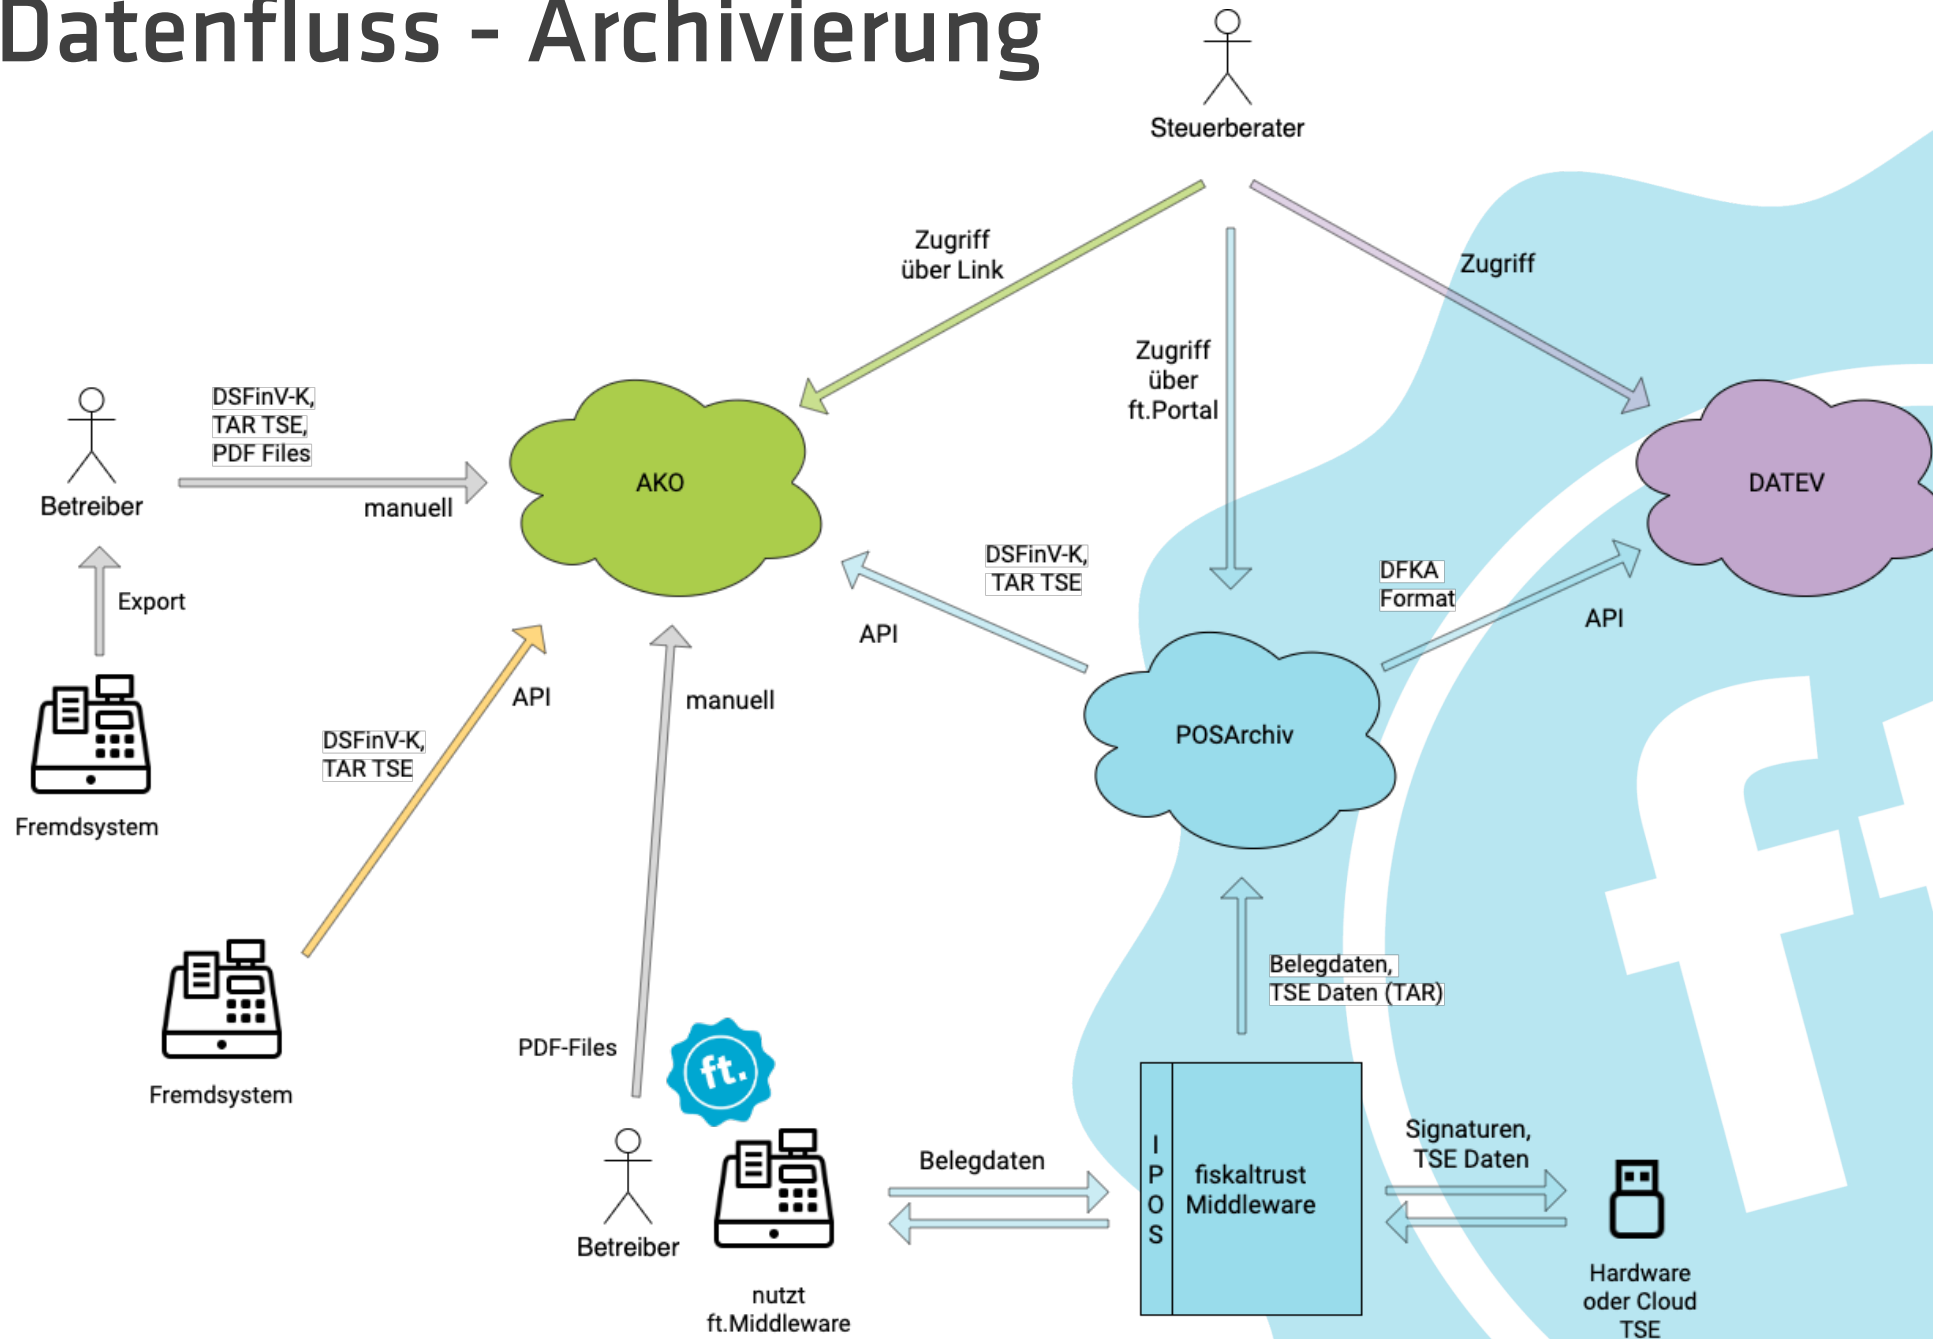 Datenfluss - Archivierung
Steuerberater
Zugriff
über Link
Zugriff
Zugriff
über
ft.Portal
DSFinV-K,
TAR TSE,
PDF Files
manuell
Betreiber
AKO
DATEV
Export
DSFinV-K,
TAR TSE
API
DFKA
Format
API
API
manuell
DSFinV-K,
TAR TSE
POSArchiv
Fremdsystem
Belegdaten,
TSE Daten (TAR)
Fremdsystem
PDF-Files
ft.
Betreiber
nutzt
ft.Middleware
Belegdaten
I
P
O
S
fiskaltrust
Middleware
Signaturen,
TSE Daten
Hardware
oder Cloud
TSE